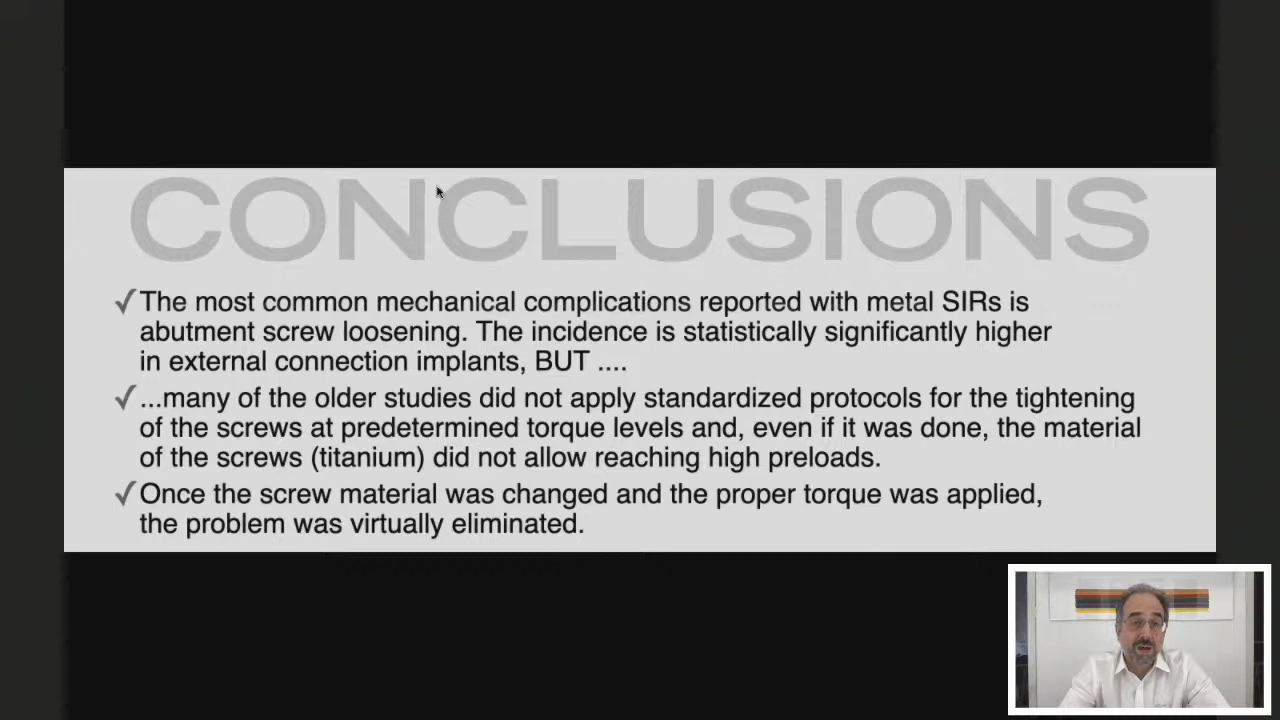 CONCLUSIONS
✓The most common mechanical complications reported with metal SIRs is
abutment screw loosening. The incidence is statistically significantly higher
in external connection implants, BUT ....
✓...many of the older studies did not apply standardized protocols for the tightening
of the screws at predetermined torque levels and, even if it was done, the material
of the screws (titanium) did not allow reaching high preloads.
✓Once the screw material was changed and the proper torque was applied,
the problem was virtually eliminated.